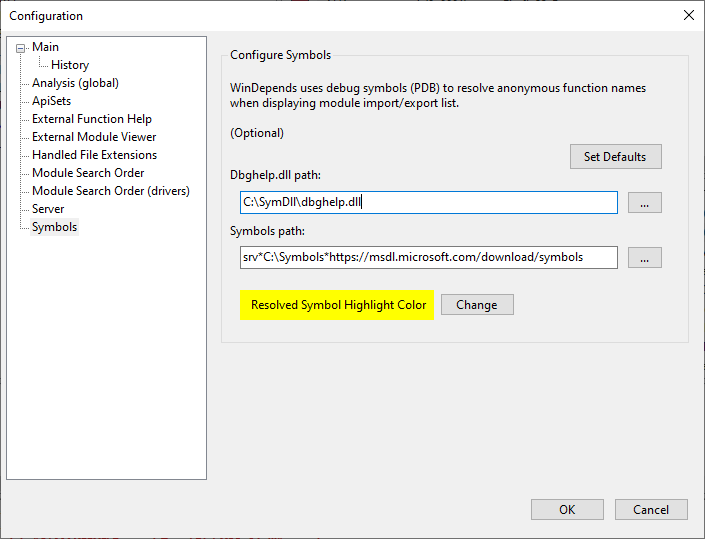 Configuration
Main
History
Analysis (global)
ApiSets
External Function Help
External Module Viewer
Handled File Extensions
Module Search Order
Module Search Order (drivers)
Server
Symbols
Configure Symbols
WinDepends uses debug symbols (PDB) to resolve anonymous function names
when displaying module import/export list.
(Optional)
Set Defaults
Dbghelp.dll path:
C:\SymDll\dbghelp.dll
...
Symbols path:
srv*C:\Symbols*https://msdl.microsoft.com/download/symbols
...
Resolved Symbol Highlight Color
Change
OK
Cancel